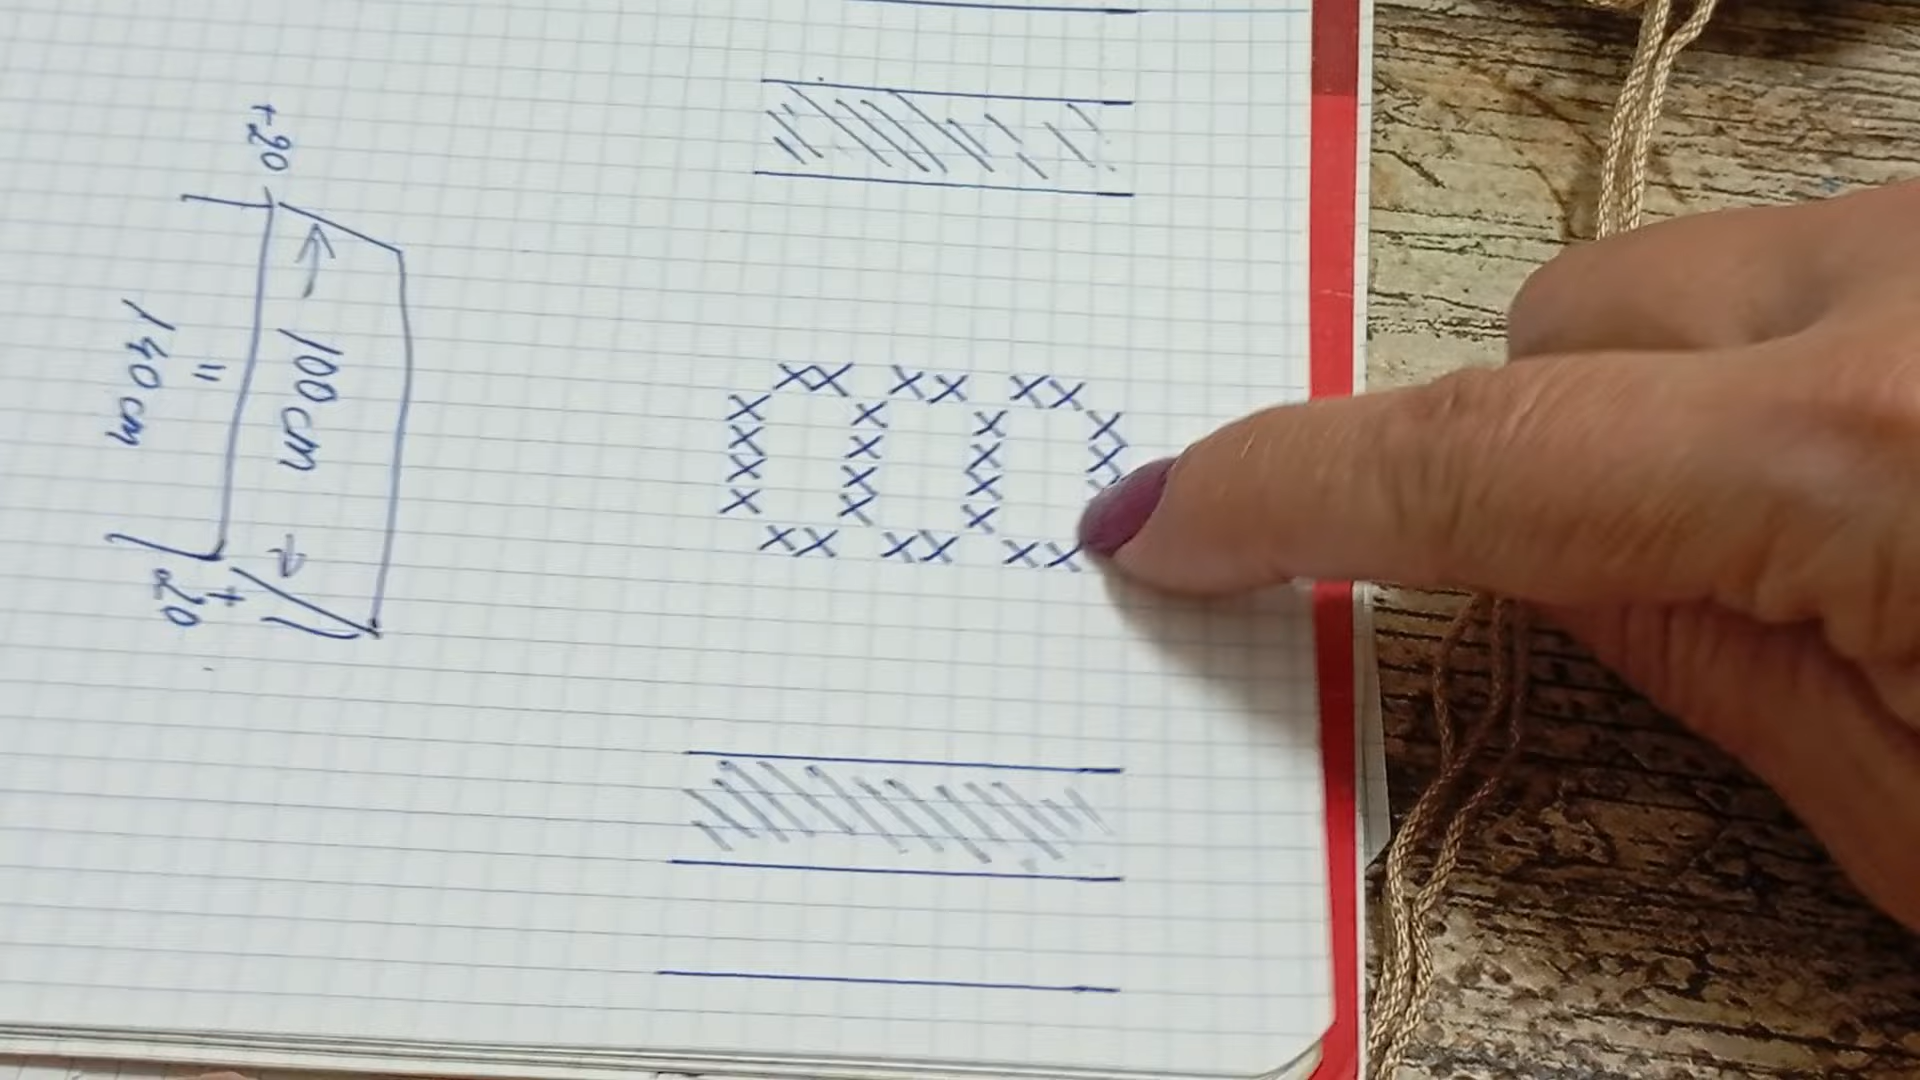 ← 100cm →
+20
+20
=
140cm